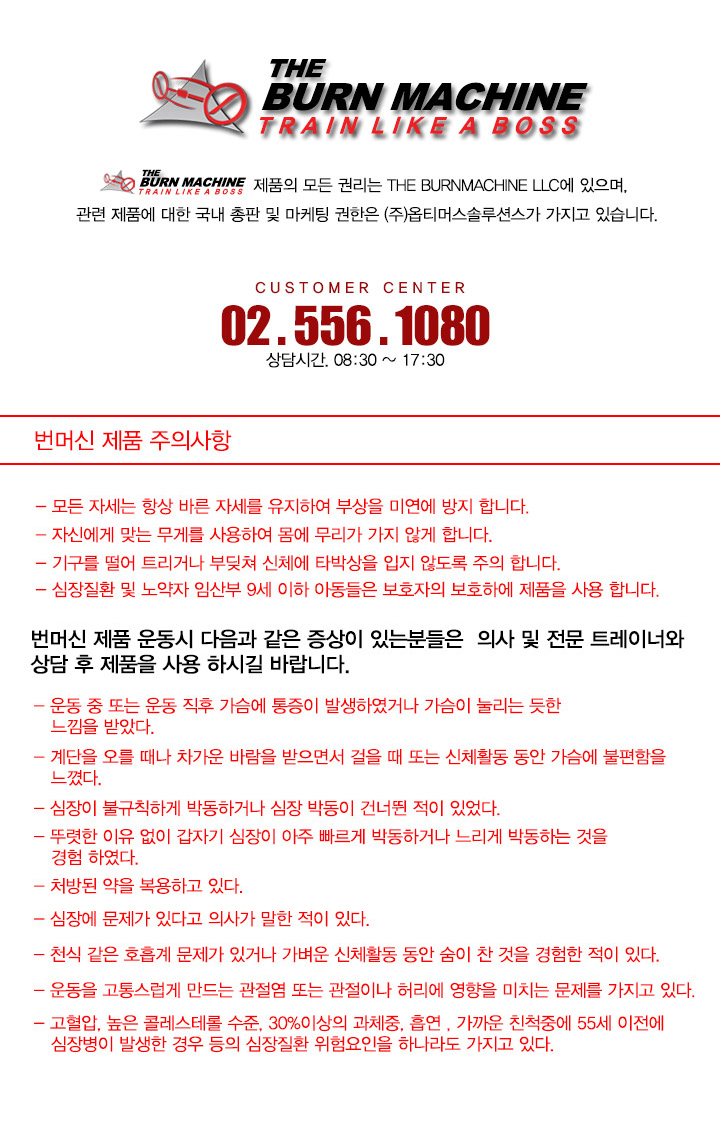 THE
BURN MACHINE
TRAIN LIKE A BOSS
THE
BURN MACHINE
TRAIN LIKE A BOSS
제품의 모든 권리는 THE BURNMACHINE LLC에 있으며,
관련 제품에 대한 국내 총판 및 마케팅 권한은 (주)옵티머스솔루션스가 가지고 있습니다.
CUSTOMER CENTER
02 . 556 . 1080
상담시간. 08:30 ~ 17:30
번머신 제품 주의사항
- 모든 자세는 항상 바른 자세를 유지하여 부상을 미연에 방지 합니다.
- 자신에게 맞는 무게를 사용하여 몸에 무리가 가지 않게 합니다.
- 기구를 떨어 트리거나 부딪쳐 신체에 타박상을 입지 않도록 주의 합니다.
- 심장질환 및 노약자 임산부 9세 이하 아동들은 보호자의 보호하에 제품을 사용 합니다.
번머신 제품 운동시 다음과 같은 증상이 있는분들은 의사 및 전문 트레이너와
상담 후 제품을 사용 하시길 바랍니다.
- 운동 중 또는 운동 직후 가슴에 통증이 발생하였거나 가슴이 눌리는 듯한
느낌을 받았다.
- 계단을 오를 때나 차가운 바람을 받으면서 걸을 때 또는 신체활동 동안 가슴에 불편함을
느꼈다.
- 심장이 불규칙하게 박동하거나 심장 박동이 건너뛴 적이 있었다.
- 뚜렷한 이유 없이 갑자기 심장이 아주 빠르게 박동하거나 느리게 박동하는 것을
경험 하였다.
- 처방된 약을 복용하고 있다.
- 심장에 문제가 있다고 의사가 말한 적이 있다.
- 천식 같은 호흡계 문제가 있거나 가벼운 신체활동 동안 숨이 찬 것을 경험한 적이 있다.
- 운동을 고통스럽게 만드는 관절염 또는 관절이나 허리에 영향을 미치는 문제를 가지고 있다.
- 고혈압, 높은 콜레스테롤 수준, 30%이상의 과체중, 흡연 , 가까운 친척중에 55세 이전에
심장병이 발생한 경우 등의 심장질환 위험요인을 하나라도 가지고 있다.